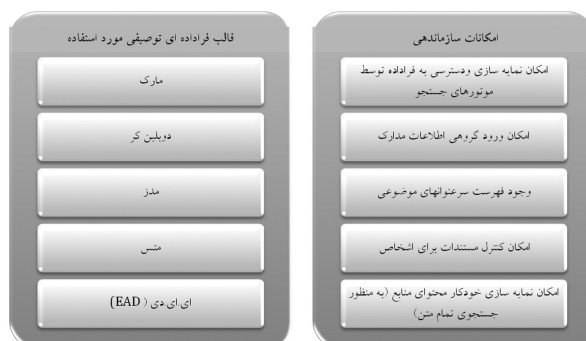 امکانات سازماندهی
امکان نمایه سازی ودسترسی به فراداده توسط
موتورهای جستجو
امکان ورود گروهی اطلاعات مدارک
وجود فهرست سرعنوانهای موضوعی
امکان کنترل مستندات برای اشخاص
امکان نمایه سازی خودکار محتوای منابع (به منظور
جستجوی تمام متن)
قالب فراداده ای توصیفی مورد استفاده
مارک
دوبلین کر
مدز
متس
ای.ای.دی ( EAD)